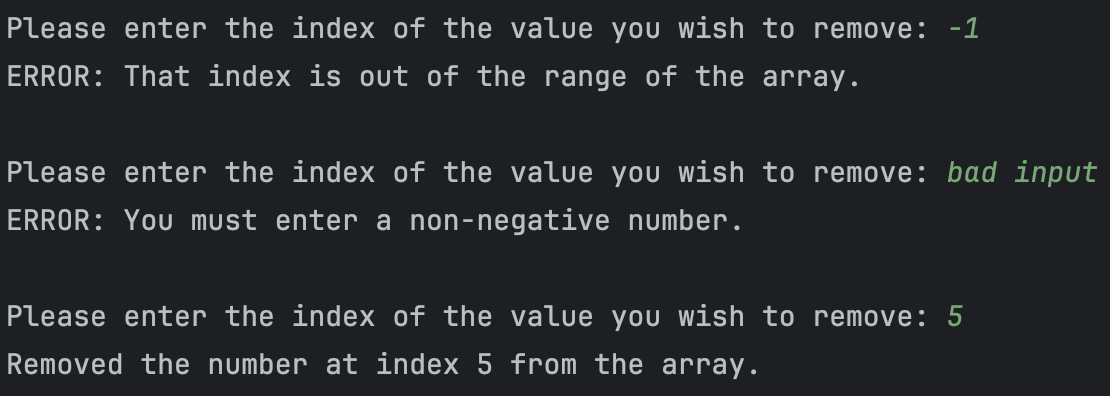 Please enter the index of the value you wish to remove: -1
ERROR: That index is out of the range of the array.
Please enter the index of the value you wish to remove: bad input
ERROR: You must enter a non-negative number.
Please enter the index of the value you wish to remove: 5
Removed the number at index 5 from the array.